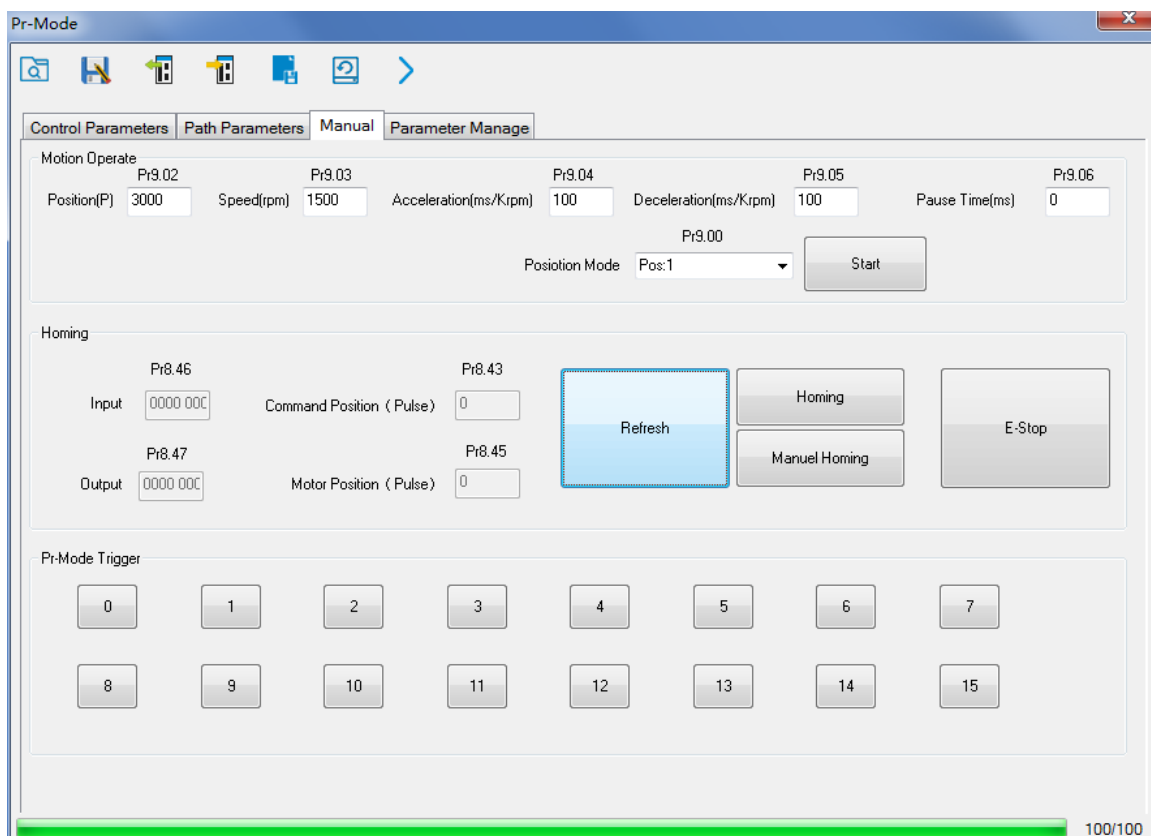 Pr-Mode
Control Parameters Path Parameters Manual Parameter Manage
Motion Operate
Pr9.02 Pr9.03 Pr9.04 Pr9.05 Pr9.06
Position(P) 3000 Speed(rpm) 1500 Acceleration(ms/Krpm) 100 Deceleration(ms/Krpm) 100 Pause Time(ms) 0
Pr9.00
Posiotion Mode Pos:1 Start
Homing
Pr8.46 Pr8.43
Input 0000 000 Command Position ( Pulse) 0
Refresh Homing E-Stop
Pr8.47 Pr8.45
Manuel Homing
Output 0000 000 Motor Position ( Pulse) 0
Pr-Mode Trigger
0 1 2 3 4 5 6 7
8 9 10 11 12 13 14 15
100/100